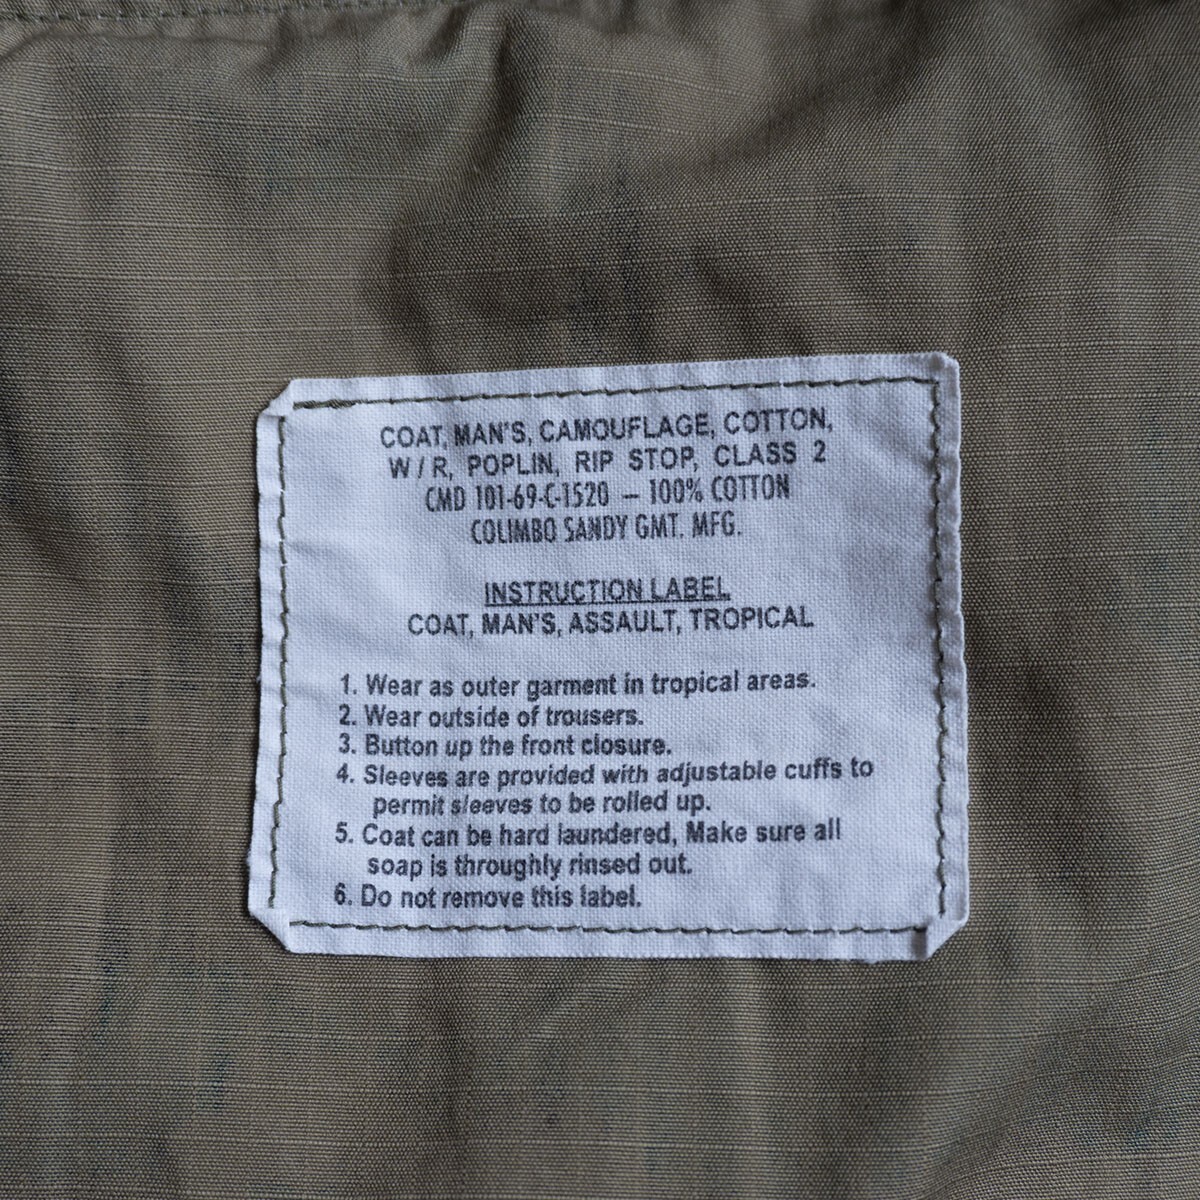 COAT, MAN'S, CAMOUFLAGE, COTTON,
W / R, POPLIN, RIP STOP, CLASS 2
CMD 101-69-C-1520 – 100% COTTON
COLIMBO SANDY GMT. MFG.
INSTRUCTION LABEL
COAT, MAN'S, ASSAULT, TROPICAL
1. Wear as outer garment in tropical areas.
2. Wear outside of trousers.
3. Button up the front closure.
4. Sleeves are provided with adjustable cuffs to
permit sleeves to be rolled up.
5. Coat can be hard laundered, Make sure all
soap is throughly rinsed out.
6. Do not remove this label.